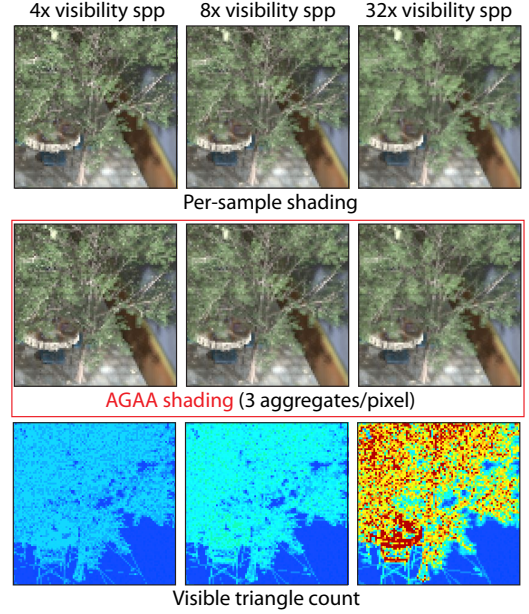 4x visibility spp 8x visibility spp 32x visibility spp
Per-sample shading
AGAA shading (3 aggregates/pixel)
Visible triangle count